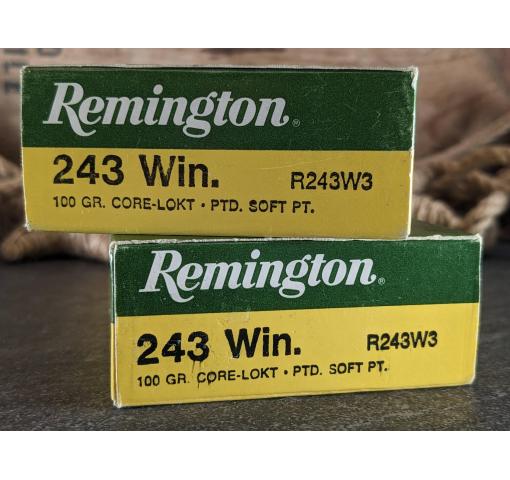 Remington®
243 Win. R243W3
100 GR. CORE-LOKT • PTD. SOFT PT.
Remington®
243 Win. R243W3
100 GR. CORE-LOKT • PTD. SOFT PT.